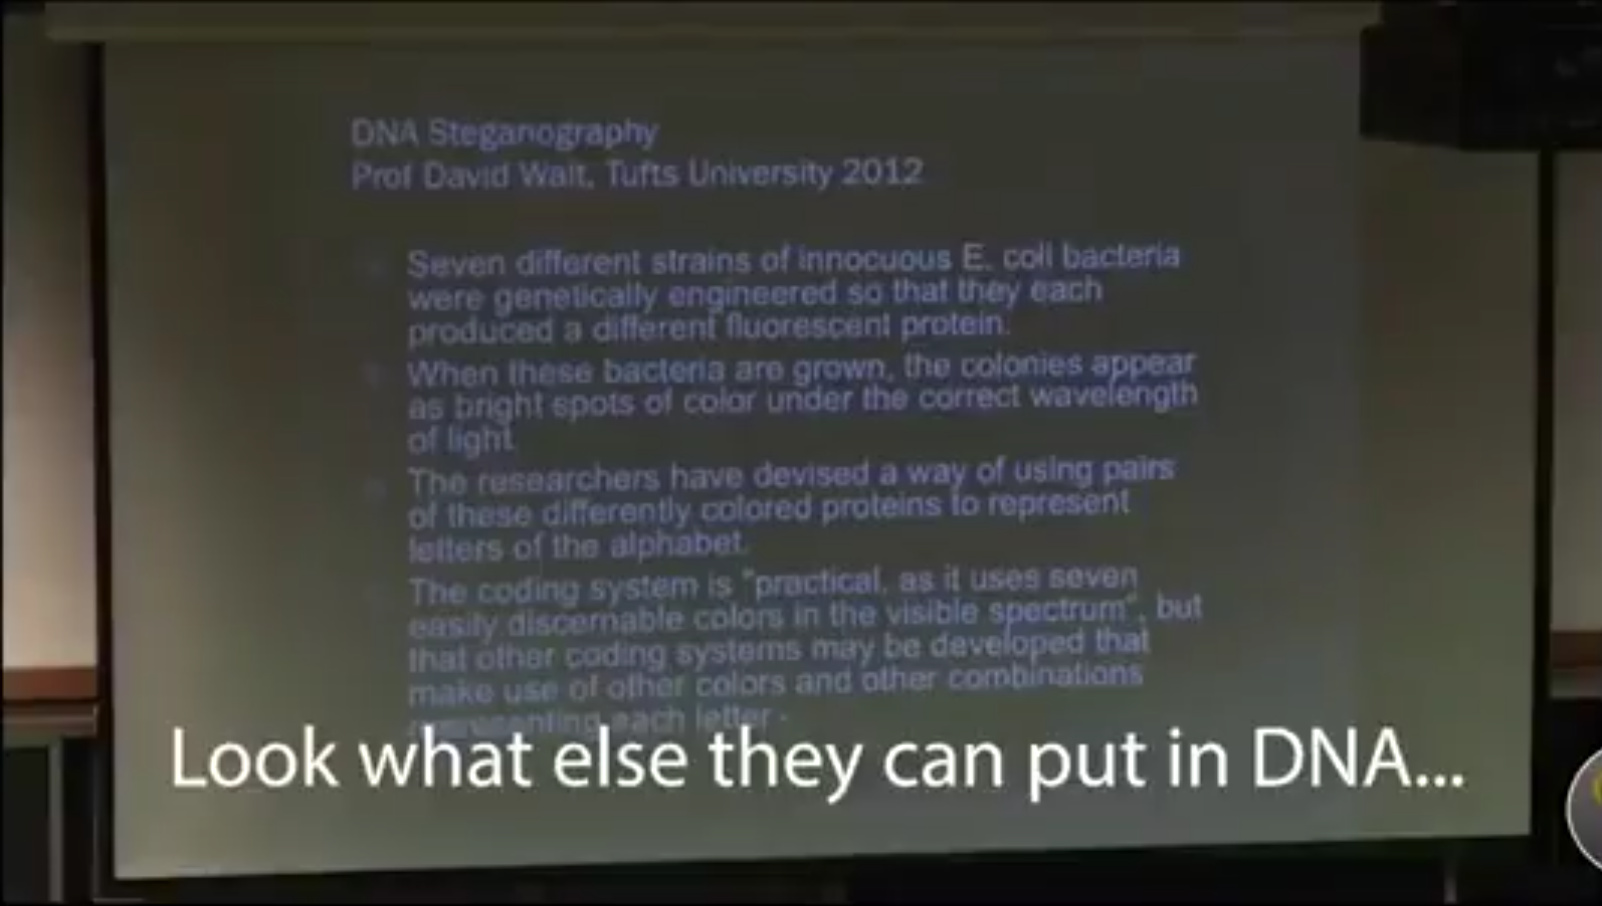 DNA Steganography
Prof David Walt, Tufts University 2012
Seven different strains of innocuous E. coli bacteria
were genetically engineered so that they each
produced a different fluorescent protein.
When these bacteria are grown, the colonies appear
as bright spots of color under the correct wavelength
of light
The researchers have devised a way of using pairs
of these differently colored proteins to represent
letters of the alphabet.
The coding system is "practical, as it uses seven
easily discernable colors in the visible spectrum", but
that other coding systems may be developed that
make use of other colors and other combinations
representing each letter -
Look what else they can put in DNA...